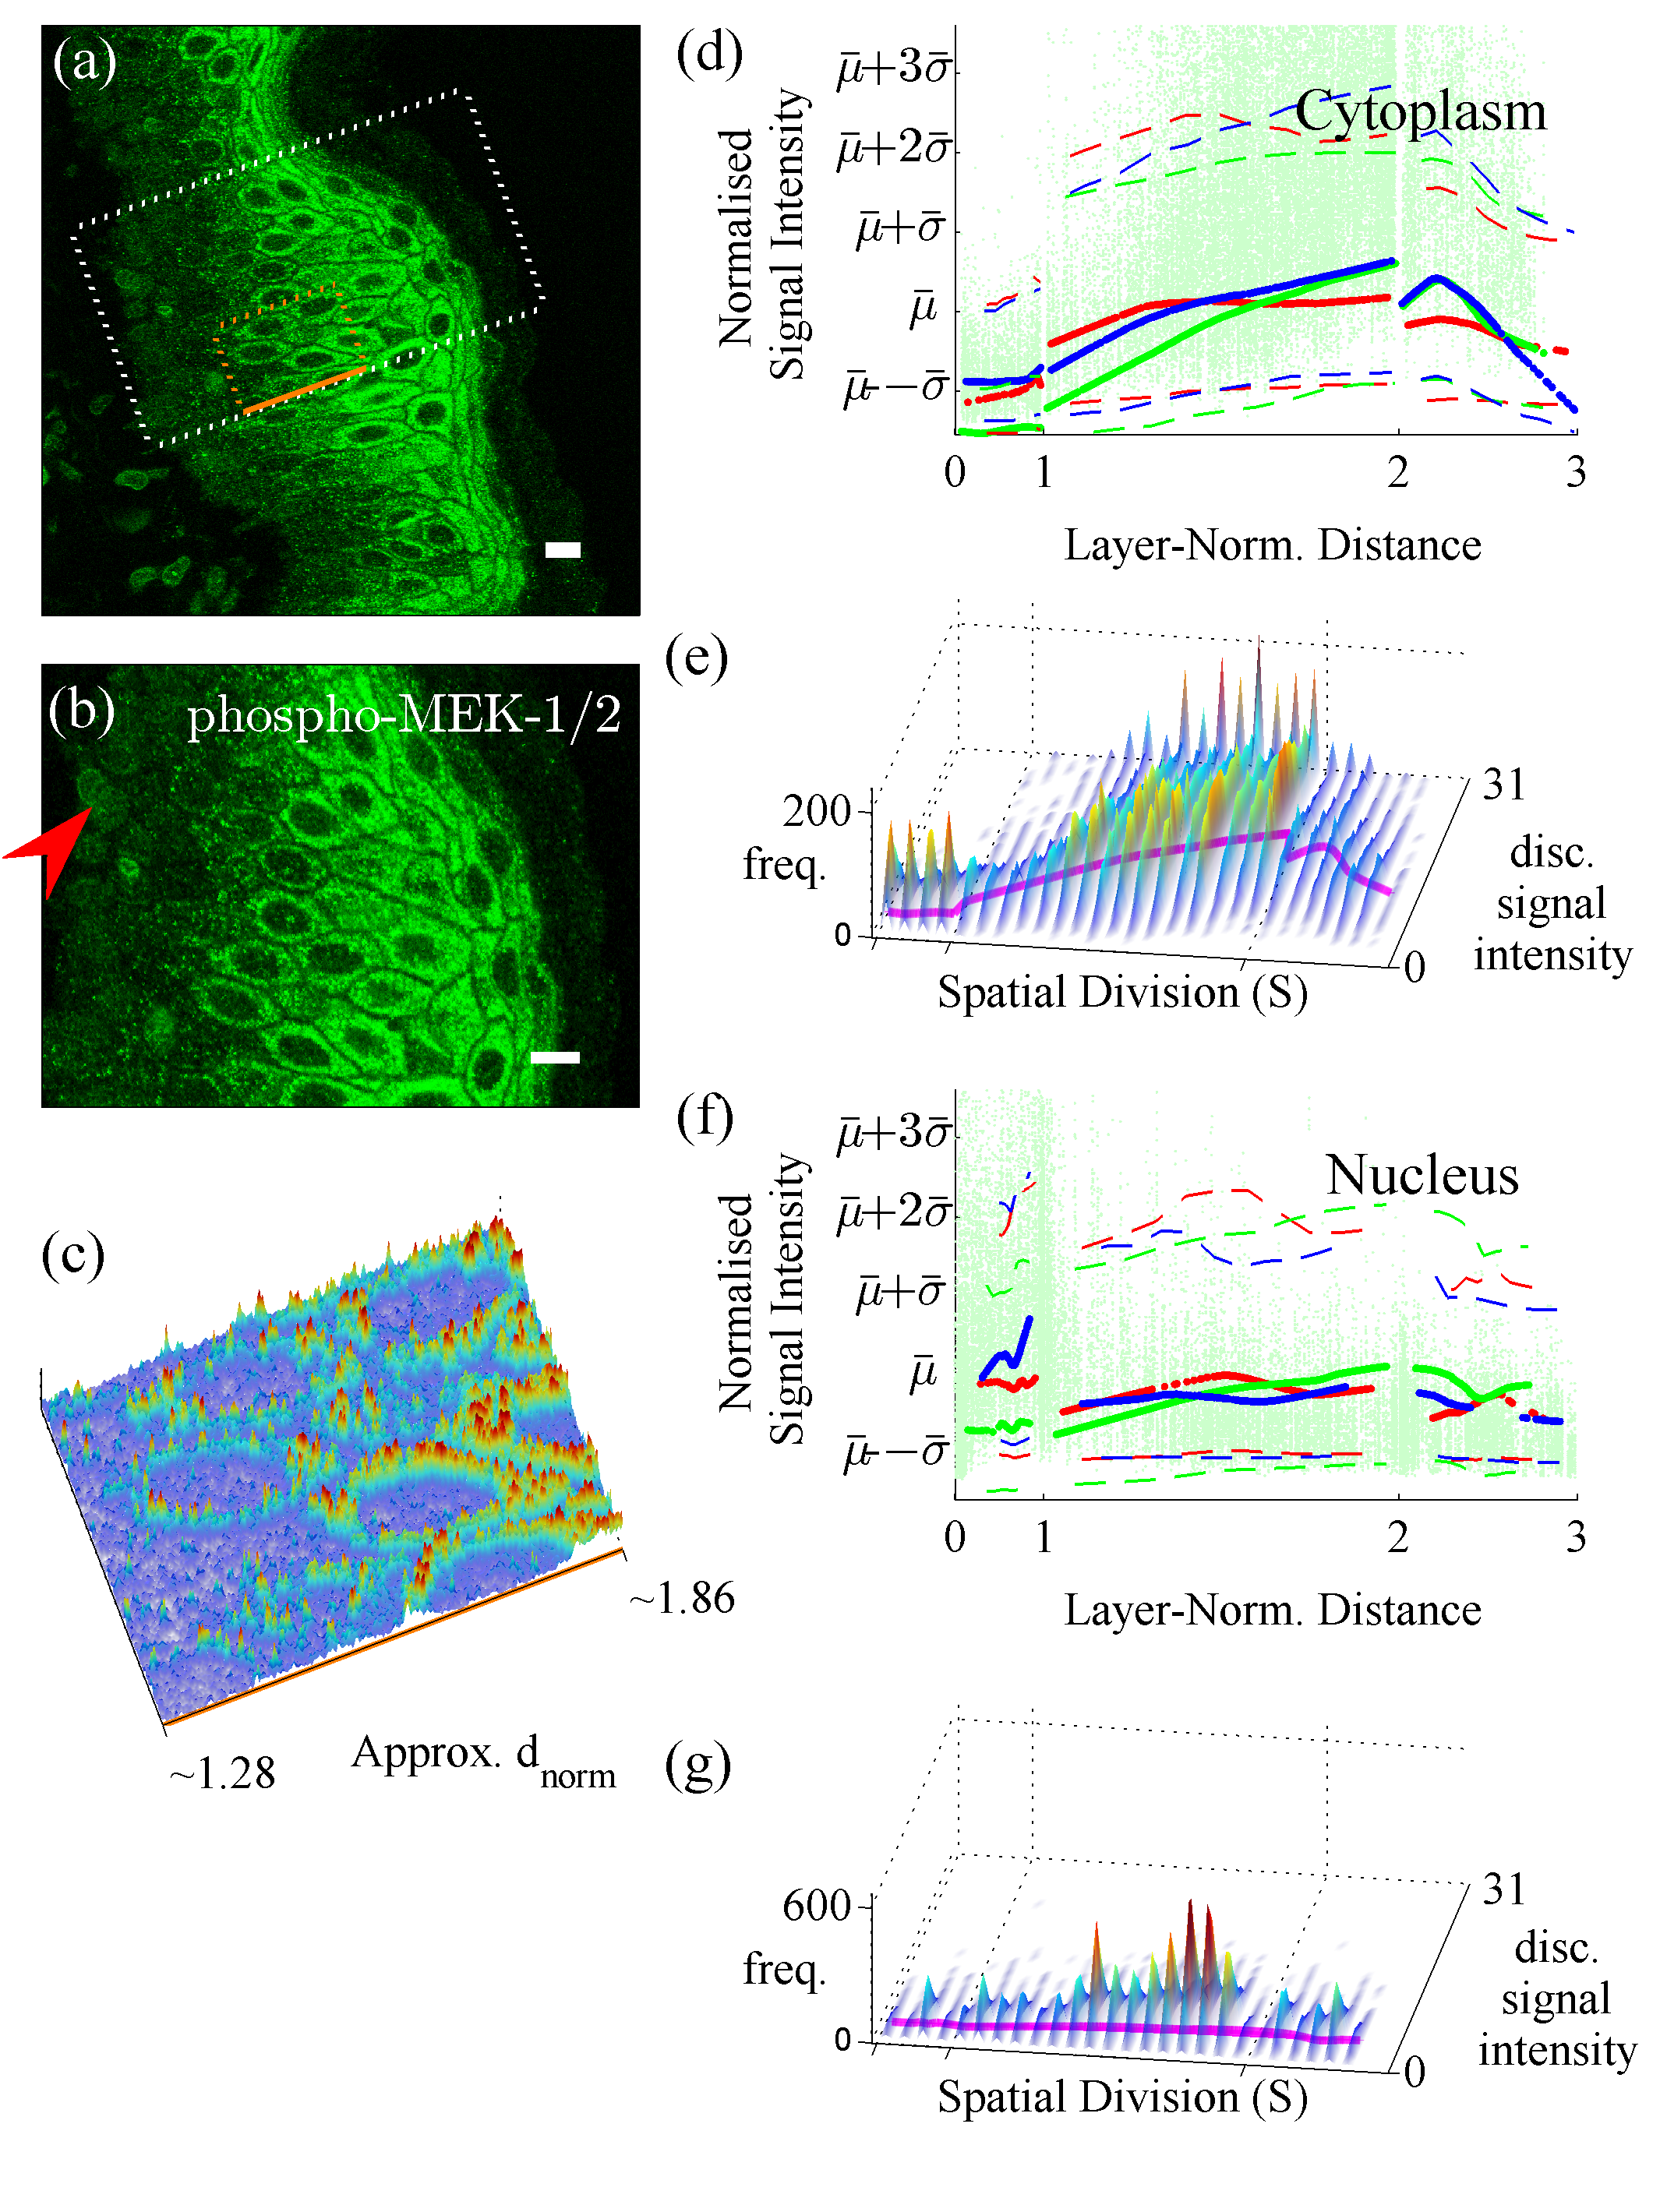 (a)
(b) phospho-MEK-1/2
(c)
~1.86
~1.28
Approx. d_norm
(d)
Normalised
Signal Intensity
μ̄+3σ̄
μ̄+2σ̄
μ̄+σ̄
μ̄
μ̄-−σ̄
Cytoplasm
0 1 2 3
Layer-Norm. Distance
(e)
200
freq.
0
31
disc.
signal
intensity
0
Spatial Division (S)
(f)
Normalised
Signal Intensity
μ̄+3σ̄
μ̄+2σ̄
μ̄+σ̄
μ̄
μ̄-−σ̄
Nucleus
0 1 2 3
Layer-Norm. Distance
(g)
600
freq.
0
31
disc.
signal
intensity
0
Spatial Division (S)